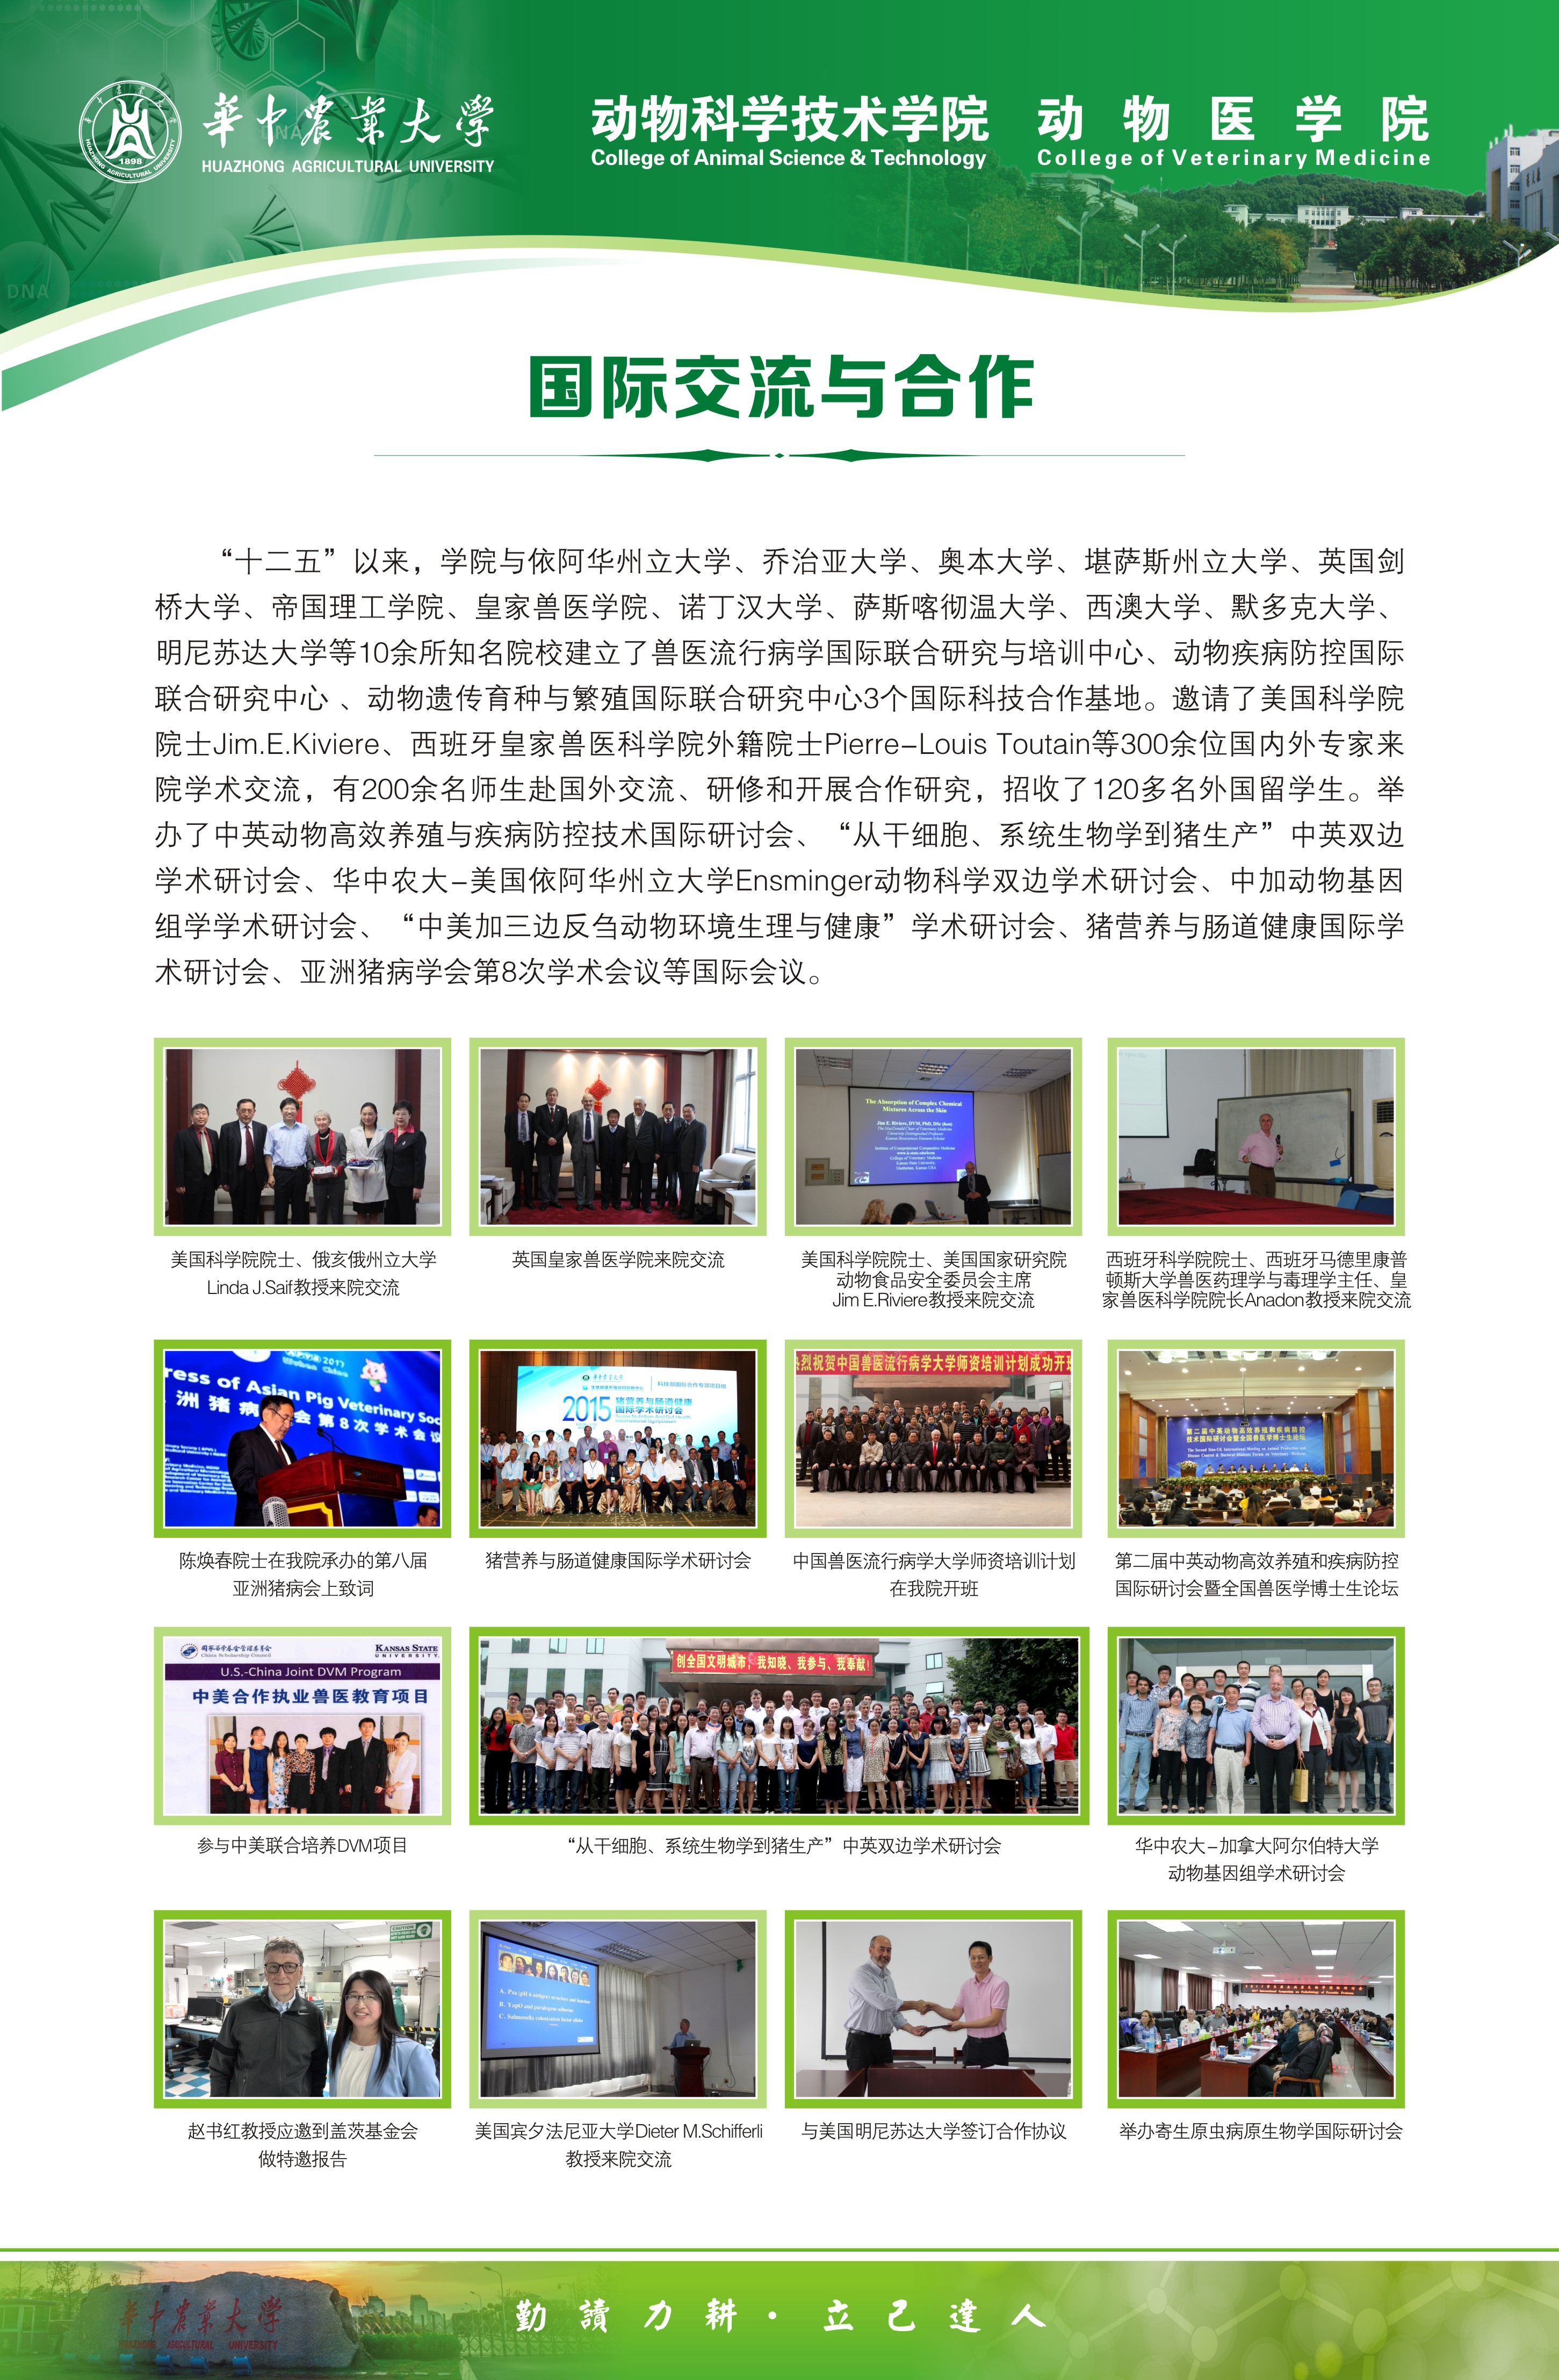 華中農業大学
HUAZHONG AGRICULTURAL UNIVERSITY
1898
动物科学技术学院
College of Animal Science & Technology
动物医学院
College of Veterinary Medicine
DNA
DNA
国际交流与合作
“十二五”以来，学院与依阿华州立大学、乔治亚大学、奥本大学、堪萨斯州立大学、英国剑
桥大学、帝国理工学院、皇家兽医学院、诺丁汉大学、萨斯喀彻温大学、西澳大学、默多克大学、
明尼苏达大学等10余所知名院校建立了兽医流行病学国际联合研究与培训中心、动物疾病防控国际
联合研究中心 、动物遗传育种与繁殖国际联合研究中心3个国际科技合作基地。邀请了美国科学院
院士Jim.E.Kiviere、西班牙皇家兽医科学院外籍院士Pierre-Louis Toutain等300余位国内外专家来
院学术交流，有200余名师生赴国外交流、研修和开展合作研究，招收了120多名外国留学生。举
办了中英动物高效养殖与疾病防控技术国际研讨会、“从干细胞、系统生物学到猪生产”中英双边
学术研讨会、华中农大-美国依阿华州立大学Ensminger动物科学双边学术研讨会、中加动物基因
组学学术研讨会、“中美加三边反刍动物环境生理与健康”学术研讨会、猪营养与肠道健康国际学
术研讨会、亚洲猪病学会第8次学术会议等国际会议。
The Absorption of Complex Chemical
Mixtures Across the Skin
Jim E. Riviere, DVM, PhD, DSc (hon)
美国科学院院士、俄亥俄州立大学
Linda J.Saif教授来院交流
英国皇家兽医学院来院交流
美国科学院院士、美国国家研究院
动物食品安全委员会主席
Jim E.Riviere教授来院交流
西班牙科学院院士、西班牙马德里康普
顿斯大学兽医药理学与毒理学主任、皇
家兽医科学院院长Anadon教授来院交流
ress of Asian Pig Veterinary Soc
洲猪病 会第8次学术会议
2015
猪营养与肠道健康
国际学术研讨会
烈祝贺中国兽医流行病学大学师资培训计划成功开班
第二届中英动物高效养殖和疾病防控
技术国际研讨会暨全国兽医学博士生论坛
陈焕春院士在我院承办的第八届
亚洲猪病会上致词
猪营养与肠道健康国际学术研讨会
中国兽医流行病学大学师资培训计划
在我院开班
第二届中英动物高效养殖和疾病防控
国际研讨会暨全国兽医学博士生论坛
国家留学基金管理委员会
China Scholarship Council
KANSAS STATE
UNIVERSITY
U.S.-China Joint DVM Program
中美合作执业兽医教育项目
创全国文明城市，我知晓、我参与、我奉献！
参与中美联合培养DVM项目
“从干细胞、系统生物学到猪生产”中英双边学术研讨会
华中农大-加拿大阿尔伯特大学
动物基因组学术研讨会
CAUTION
赵书红教授应邀到盖茨基金会
做特邀报告
美国宾夕法尼亚大学Dieter M.Schifferli
教授来院交流
与美国明尼苏达大学签订合作协议
举办寄生原虫病原生物学国际研讨会
華中農業大学
HUAZHONG AGRICULTURAL UNIVERSITY
勤讀力耕·立己達人